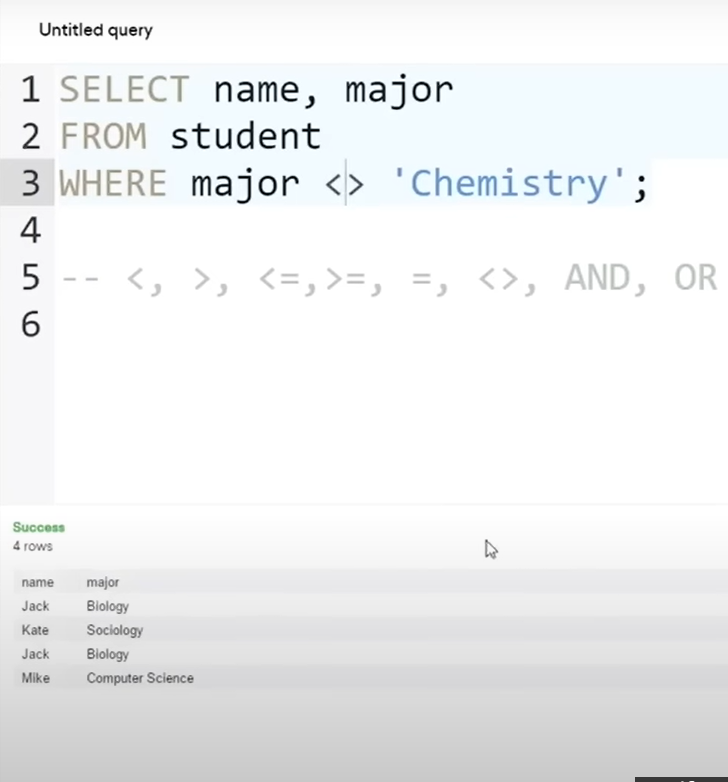 Untitled query
1 SELECT name, major
2 FROM student
3 WHERE major <> 'Chemistry';
4
5 -- <, >, <=,>=, =, <>, AND, OR
6
Success
4 rows
name major
Jack Biology
Kate Sociology
Jack Biology
Mike Computer Science